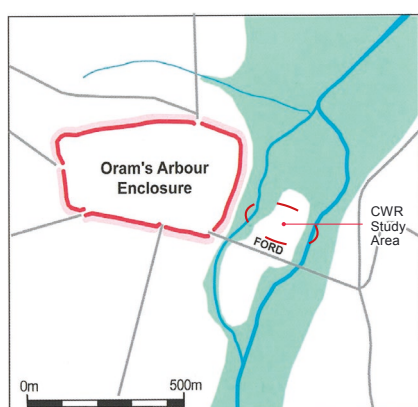 Oram's Arbour
Enclosure
CWR
Study
Area
FORD
0m
500m